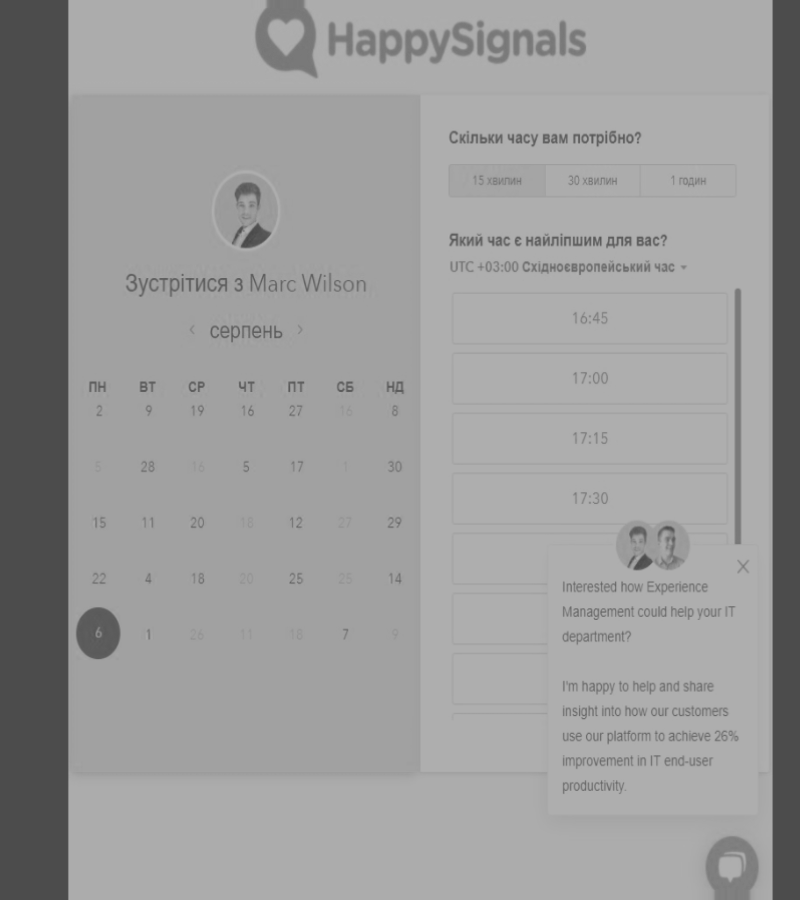 HappySignals
Зустрітися з Marc Wilson
серпень
ПН ВТ СР ЧТ ПТ СБ НД
2 9 19 16 27 16 8
5 28 16 5 17 1 30
15 11 20 18 12 27 29
22 4 18 20 25 25 14
6 1 26 11 18 7 9
Скільки часу вам потрібно?
15 хвилин 30 хвилин 1 годин
Який час є найліпшим для вас?
UTC +03:00 Східноєвропейський час
16:45
17:00
17:15
17:30
Interested how Experience
Management could help your IT
department?
I'm happy to help and share
insight into how our customers
use our platform to achieve 26%
improvement in IT end-user
productivity.